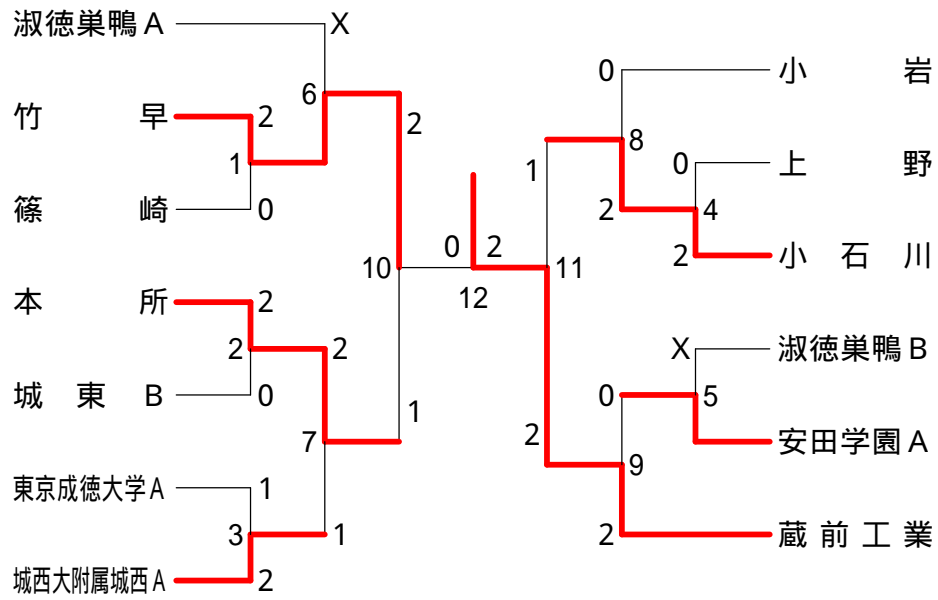 淑徳巣鴨A X
0 小岩
6
竹早 2
2
8
1
1
0 上野
篠崎 0
2
4
0 2
2 小石川
10
11
12
本所 2
2
2
X 淑徳巣鴨B
城東B 0
0
5
1
7
2
安田学園A
9
東京成徳大学A 1
3
1
2 蔵前工業
城西大附属城西A 2